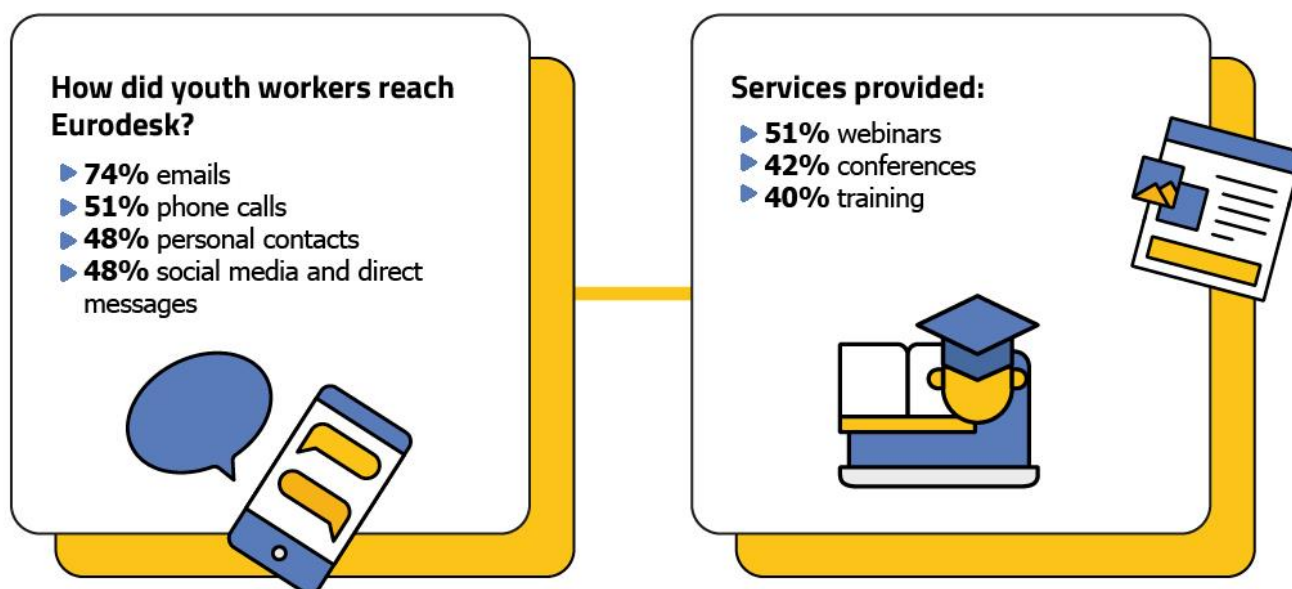 How did youth workers reach
Eurodesk?
74% emails
51% phone calls
48% personal contacts
48% social media and direct
messages
Services provided:
51% webinars
42% conferences
40% training